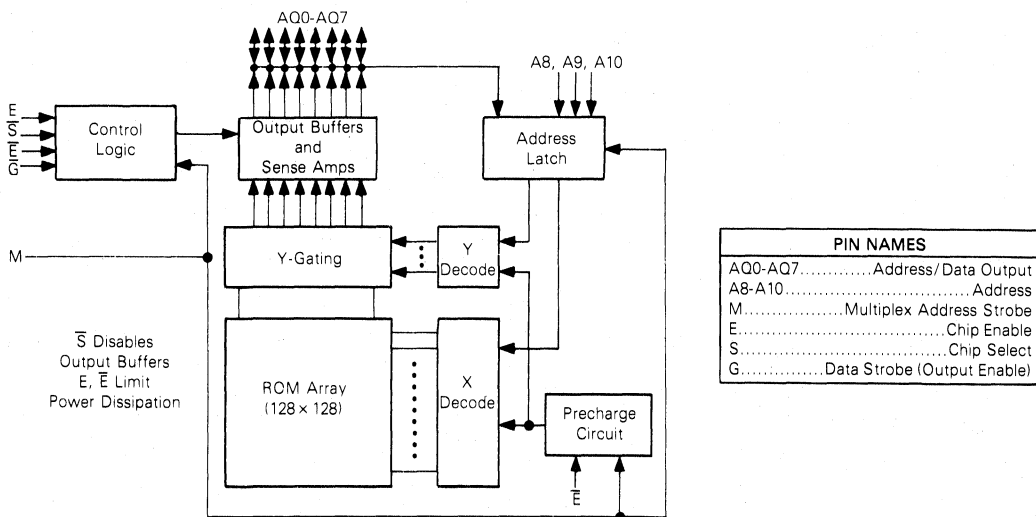 AQ0-AQ7
A8, A9, A10
E
S̅
E̅
G̅
Control
Logic
Output Buffers
and
Sense Amps
Address
Latch
M
Y-Gating
Y
Decode
S̅ Disables
Output Buffers
E, E̅ Limit
Power Dissipation
ROM Array
(128 × 128)
X
Decode
Precharge
Circuit
E̅
PIN NAMES
AQ0-AQ7.............Address/Data Output
A8-A10......................................Address
M....................Multiplex Address Strobe
E..........................................Chip Enable
S..........................................Chip Select
G..............Data Strobe (Output Enable)